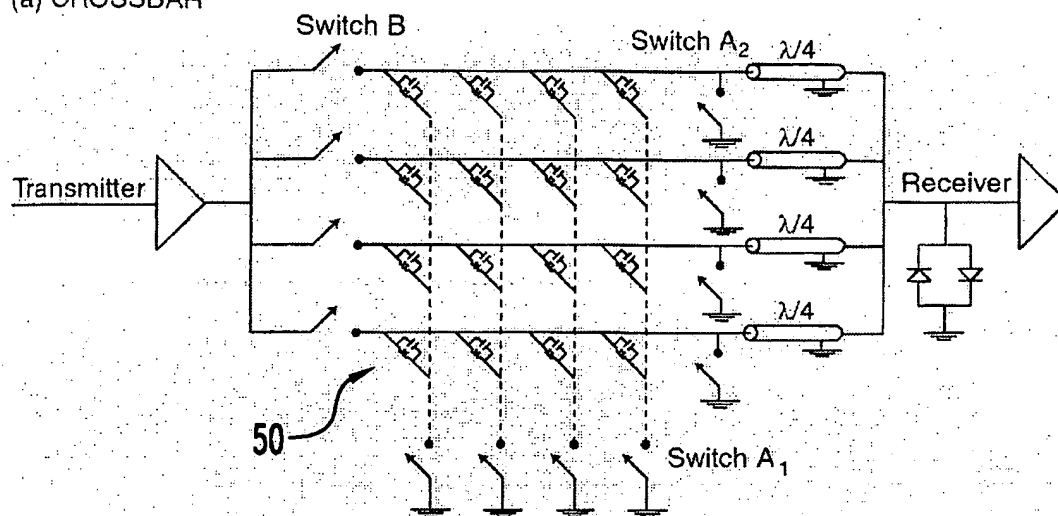 (a) CROSSBAR
Switch B
Switch A2
λ/4
λ/4
Transmitter
Receiver
λ/4
λ/4
50
Switch A1